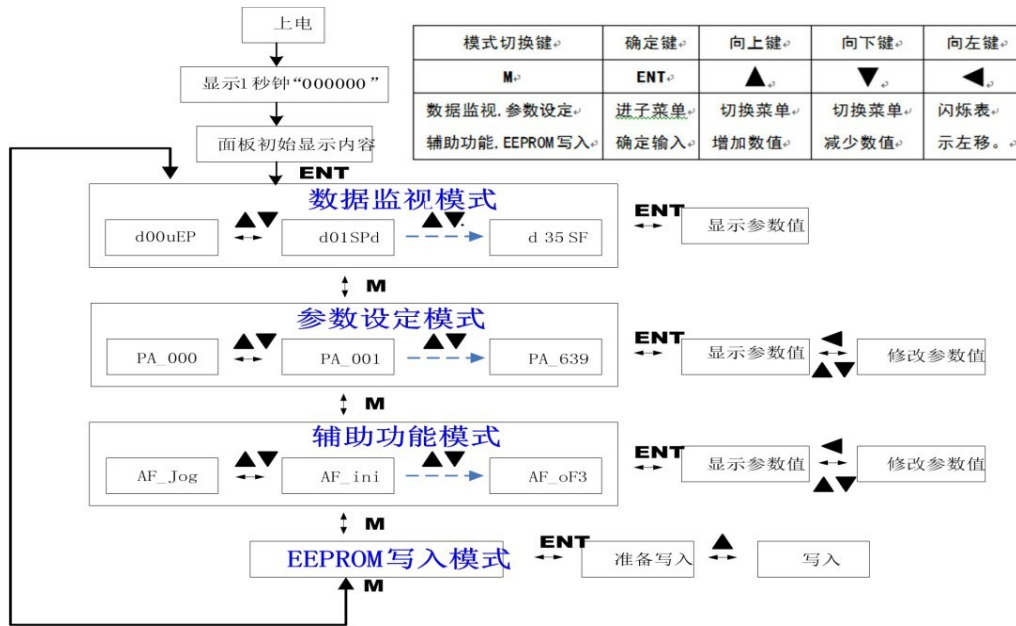 上电
显示1 秒钟“000000”
面板初始显示内容
模式切换键 确定键 向上键 向下键 向左键
M ENT ▲ ▼ ◀
数据监视,参数设定 进子菜单 切换菜单 切换菜单 闪烁表
辅助功能,EEPROM 写入 确定输入 增加数值 减少数值 示左移。
ENT
数据监视模式
d00uEP ▲▼ d01SPd ▲▼. d 35 SF ENT 显示参数值
M
参数设定模式
PA_000 ▲▼ PA_001 ▲▼ PA_639 ENT 显示参数值 ◀ ▲▼ 修改参数值
M
辅助功能模式
AF_Jog ▲▼ AF_ini ▲▼ AF_oF3 ENT 显示参数值 ◀ ▲▼ 修改参数值
M
EEPROM写入模式 ENT 准备写入 ▲ 写入
M